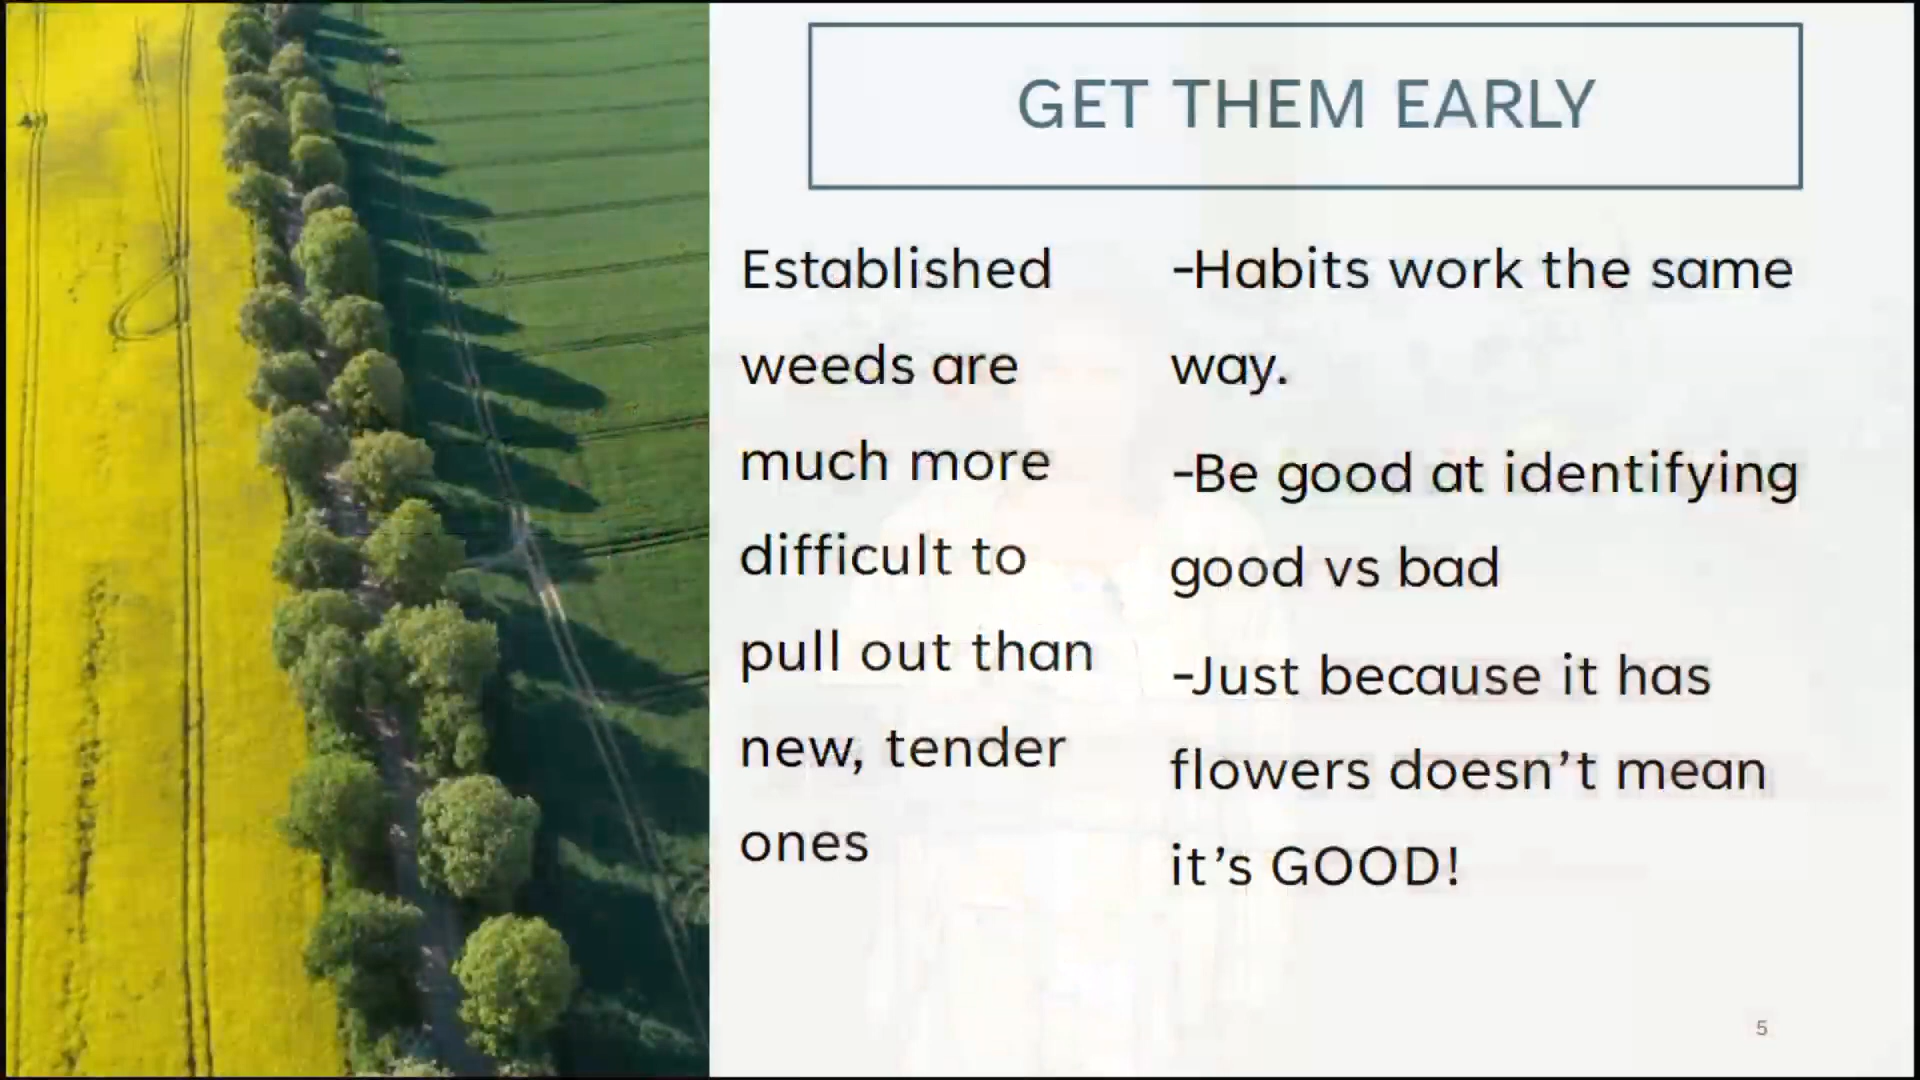 GET THEM EARLY
Established
weeds are
much more
difficult to
pull out than
new, tender
ones
-Habits work the same
way.
-Be good at identifying
good vs bad
-Just because it has
flowers doesn’t mean
it’s GOOD!
5